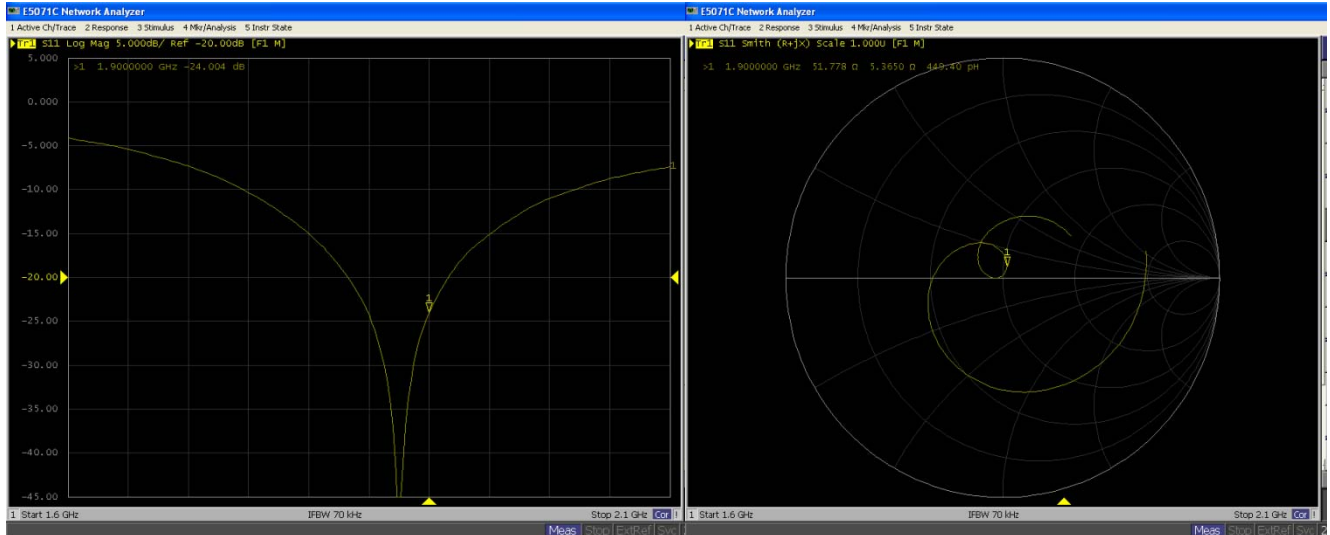 E5071C Network Analyzer
1 Active Ch/Trace 2 Response 3 Stimulus 4 Mkr/Analysis 5 Instr State
Tr1 S11 Log Mag 5.000dB/ Ref -20.00dB [F1 M]
5.000
>1 1.9000000 GHz -24.004 dB
0.000
-5.000
1
-10.00
-15.00
-20.00
1
-25.00
-30.00
-35.00
-40.00
-45.00
1 Start 1.6 GHz IFBW 70 kHz Stop 2.1 GHz Cor !
Meas Stop ExtRef Svc
E5071C Network Analyzer
1 Active Ch/Trace 2 Response 3 Stimulus 4 Mkr/Analysis 5 Instr State
Tr1 S11 Smith (R+jX) Scale 1.000U [F1 M]
>1 1.9000000 GHz 51.778 Ω 5.3650 Ω 449.40 pH
1
1 Start 1.6 GHz IFBW 70 kHz Stop 2.1 GHz Cor !
Meas Stop ExtRef Svc